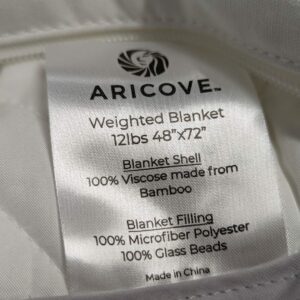 ARICOVE™
Weighted Blanket
12lbs 48”x72”
Blanket Shell
100% Viscose made from
Bamboo
Blanket Filling
100% Microfiber Polyester
100% Glass Beads
Made in China